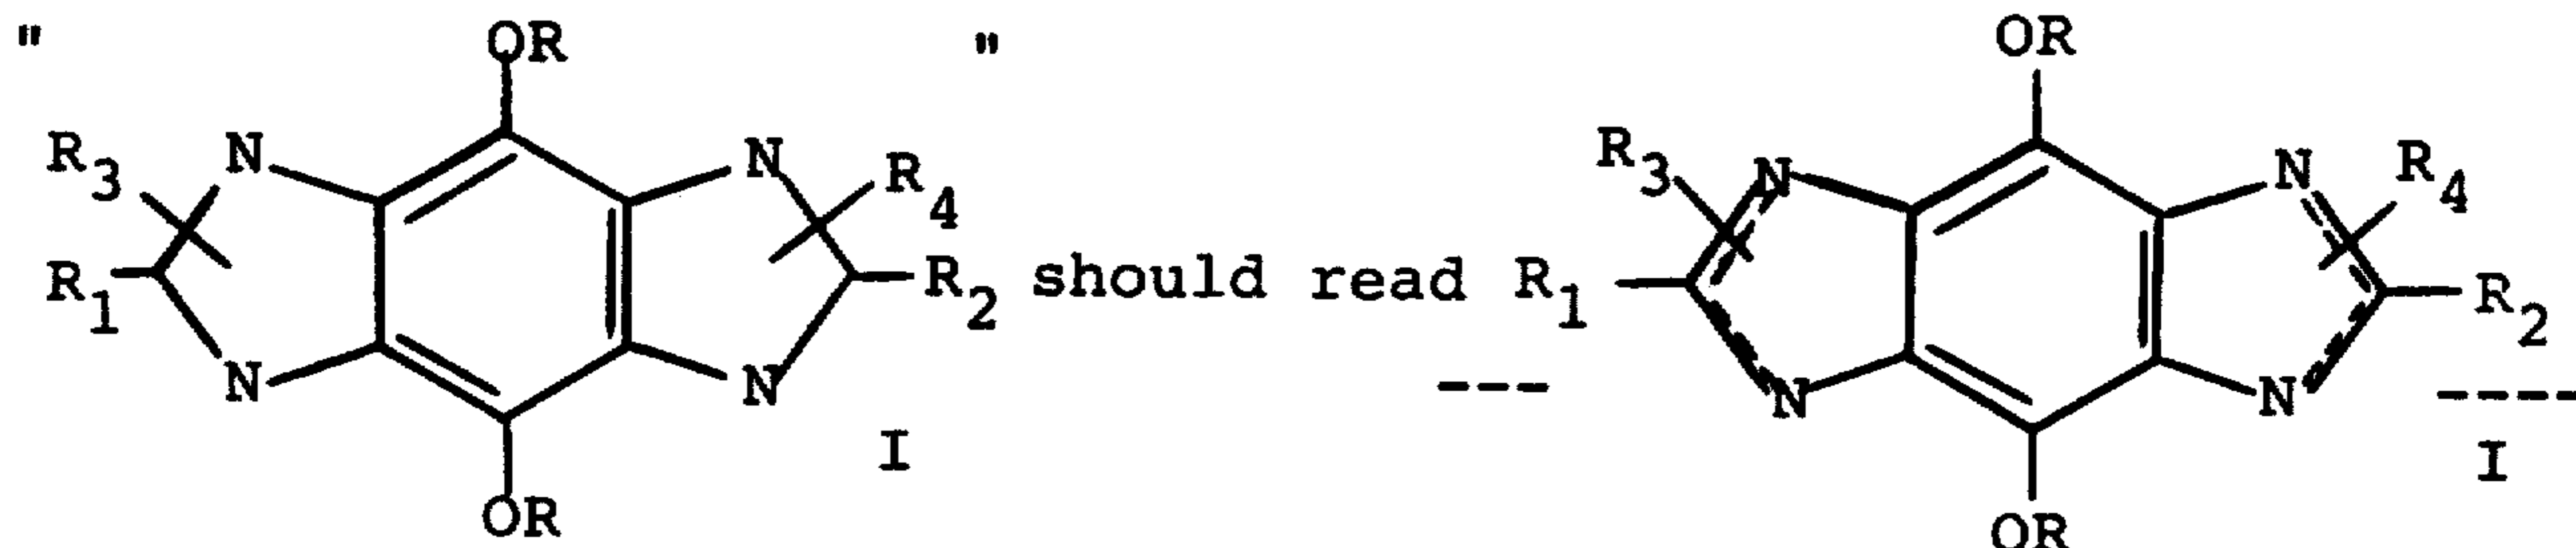 " OR " OR
R3 N N R4 R3 N N R4
R1 R2 should read R1 R2
N N --- N N ----
I I
OR OR